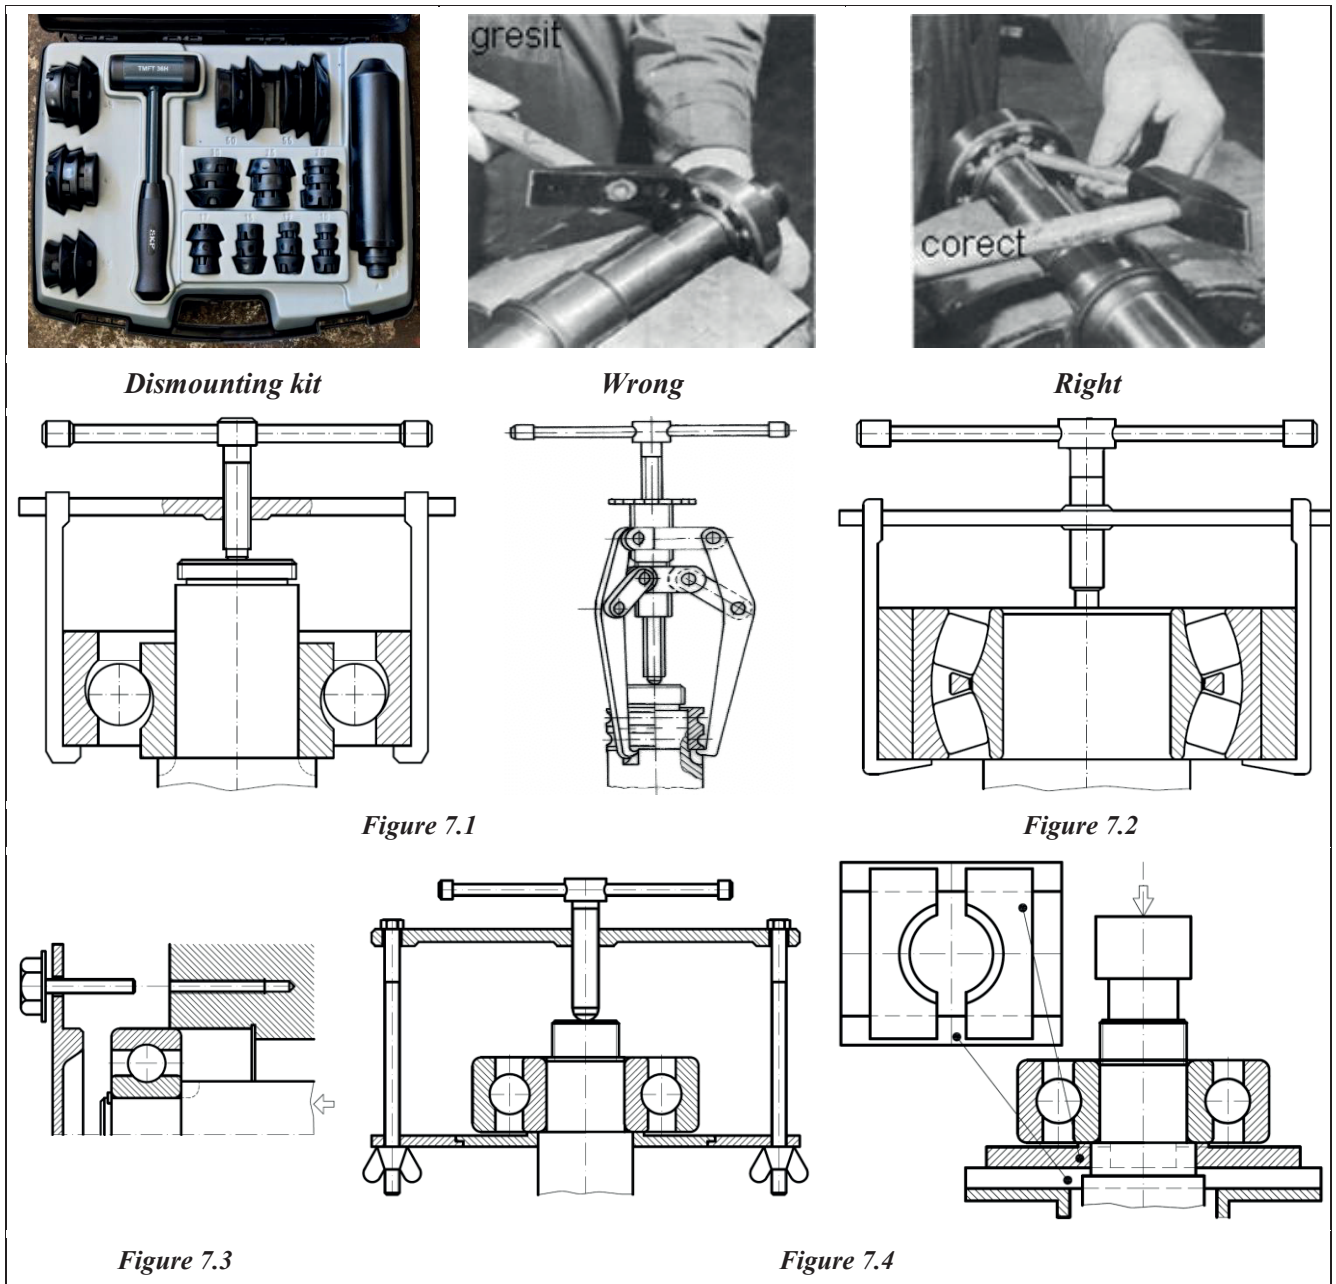 TMFT 36H
SKF
gresit
corect
Dismounting kit
Wrong
Right
Figure 7.1
Figure 7.2
Figure 7.3
Figure 7.4